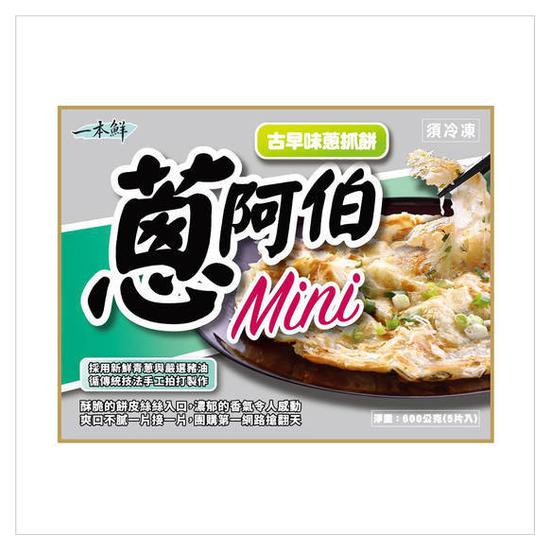 一本鮮
古早味蔥抓餅
須冷凍
蔥阿伯
Mini
採用新鮮青蔥與嚴選豬油
循傳統技法手工拍打製作
酥脆的餅皮絲絲入口,濃郁的香氣令人感動
爽口不膩一片接一片,團購第一網路搶翻天
淨重:600公克(5片入)